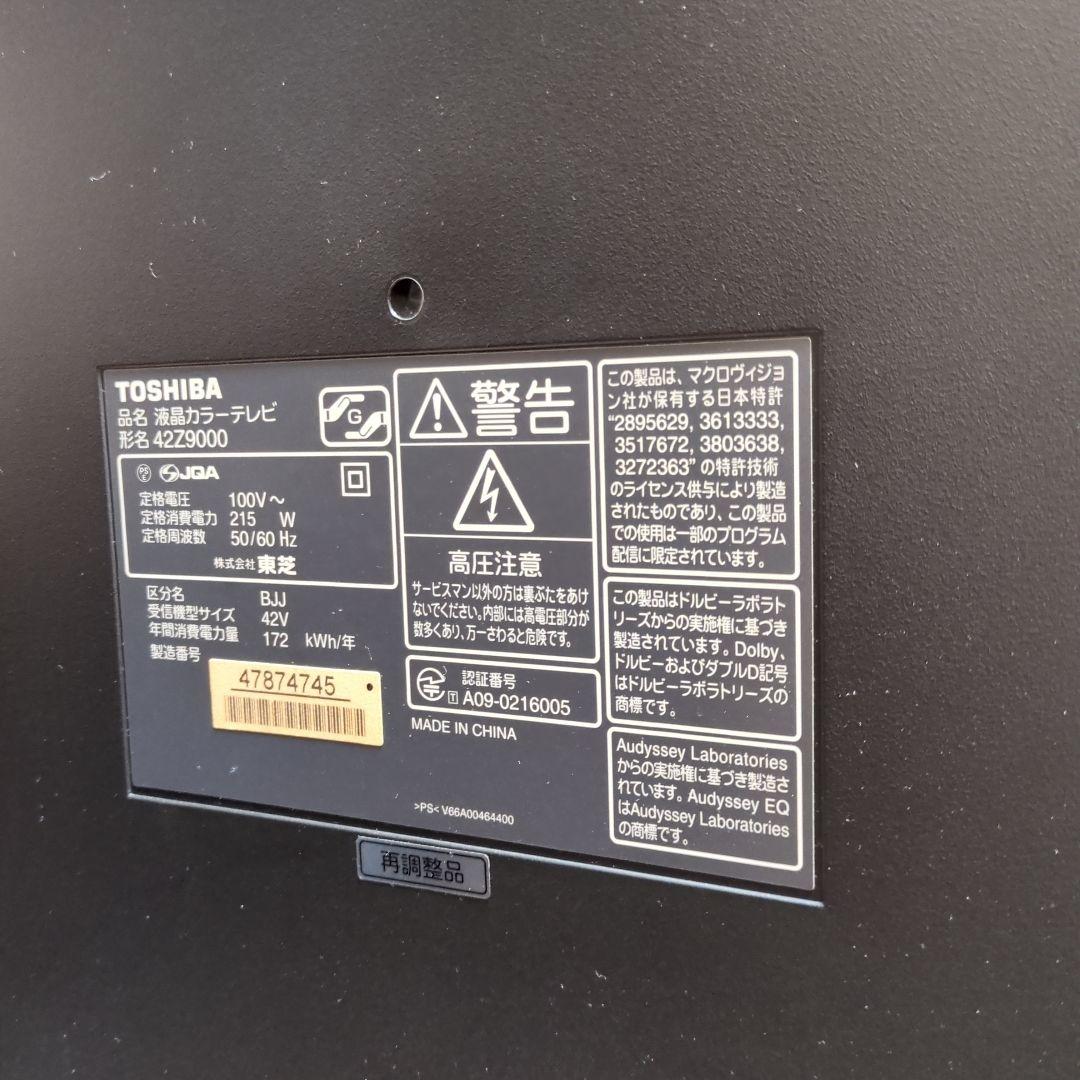 TOSHIBA
品名 液晶カラーテレビ
形名 42Z9000
G
PS
E
JQA
定格電圧 100V～
定格消費電力 215 W
定格周波数 50/60 Hz
株式会社 東芝
区分名 BJJ
受信機型サイズ 42V
年間消費電力量 172 kWh/年
製造番号
47874745
警告
高圧注意
サービスマン以外の方は裏ぶたをあけ
ないでください。内部には高電圧部分が
数多くあり、万一さわると危険です。
認証番号
T A09-0216005
MADE IN CHINA
>PS< V66A00464400
この製品は、マクロヴィジョ
ン社が保有する日本特許
“2895629, 3613333,
3517672, 3803638,
3272363” の特許技術
のライセンス供与により製造
されたものであり、この製品
での使用は一部のプログラム
配信に限定されています。
この製品はドルビーラボラト
リーズからの実施権に基づき
製造されています。Dolby、
ドルビーおよびダブルD記号
はドルビーラボラトリーズの
商標です。
Audyssey Laboratories
からの実施権に基づき製造さ
れています。Audyssey EQ
はAudyssey Laboratories
の商標です。
再調整品